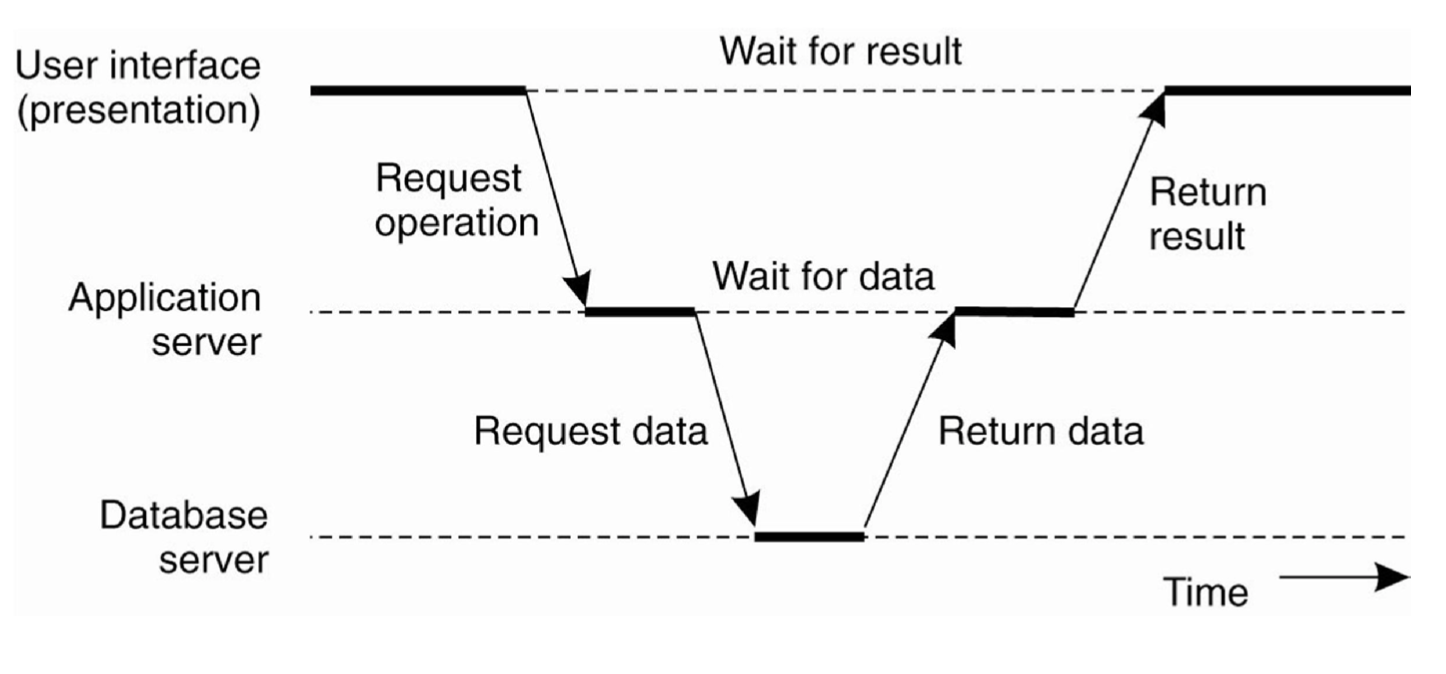 Wait for result
User interface
(presentation)
Request
operation
Return
result
Wait for data
Application
server
Request data
Return data
Database
server
Time